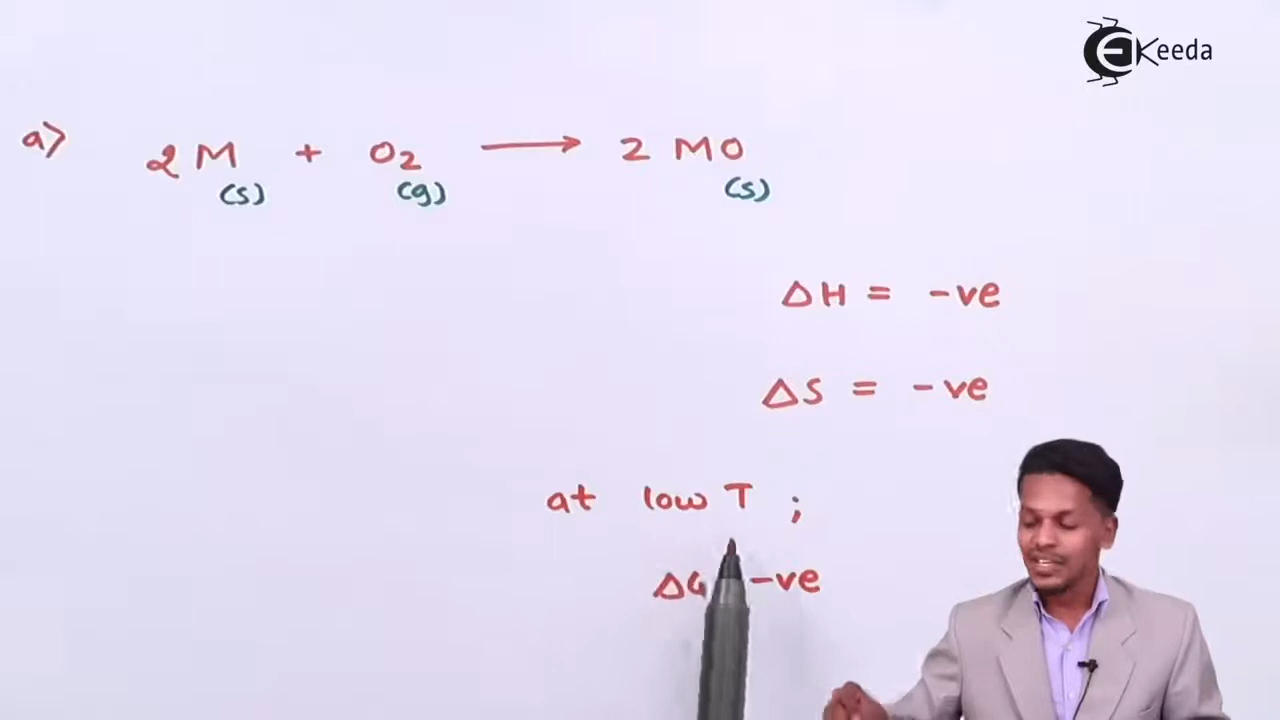 EKeeda
a) 2 M + O2 ⟶ 2 MO
(s) (g) (s)
ΔH = -ve
ΔS = -ve
at low T ;
ΔG -ve